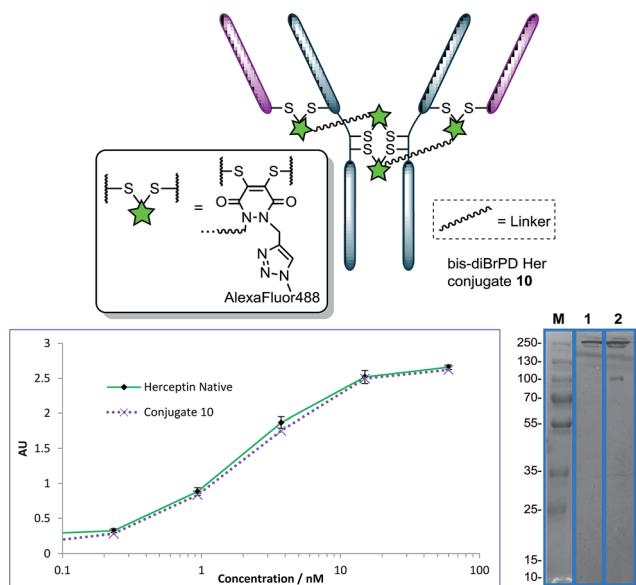 S S
S S
S S
S S
S S
S S
=
S S
O O
N N
N
N
N
AlexaFluor488
= Linker
bis-diBrPD Her
conjugate 10
3
2.5
2
1.5
1
0.5
0
AU
Herceptin Native
Conjugate 10
0.1 1 10 100
Concentration / nM
M 1 2
250-
130-
100-
70-
55-
35-
25-
15-
10-